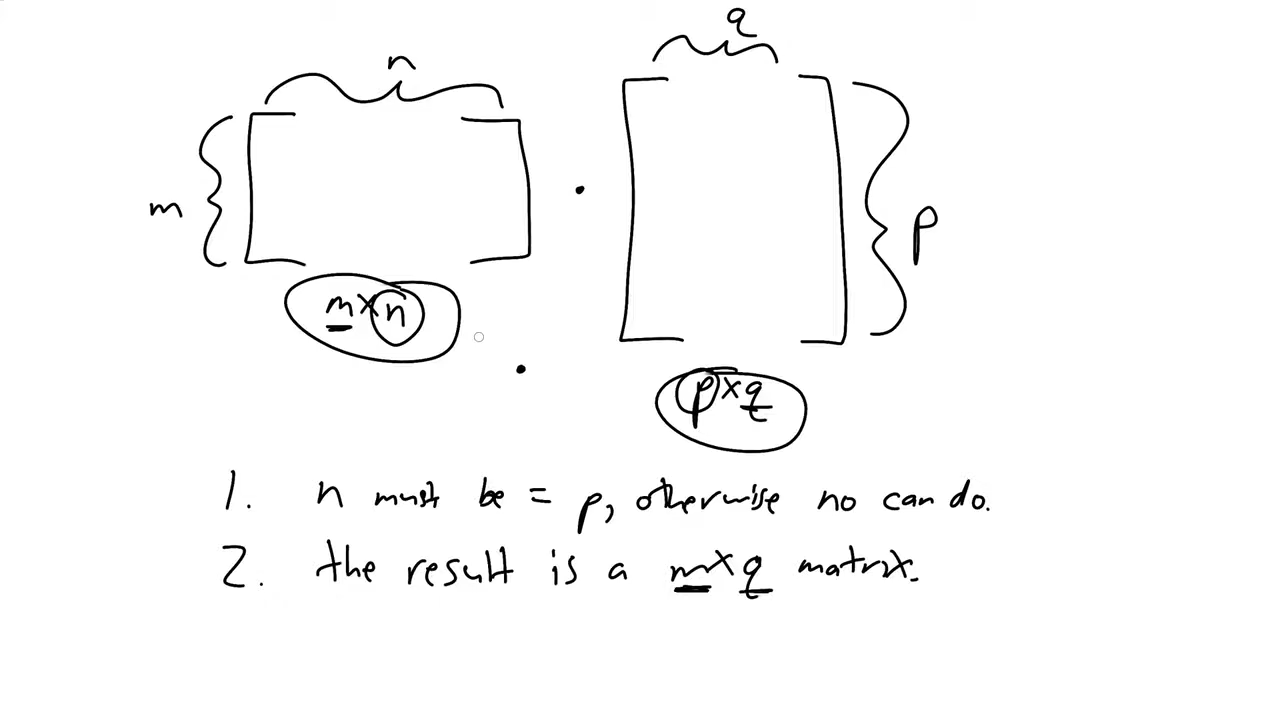 q
n
m
p
m×n
p×q
1. n must be = p, otherwise no can do.
2. the result is a m×q matrix.